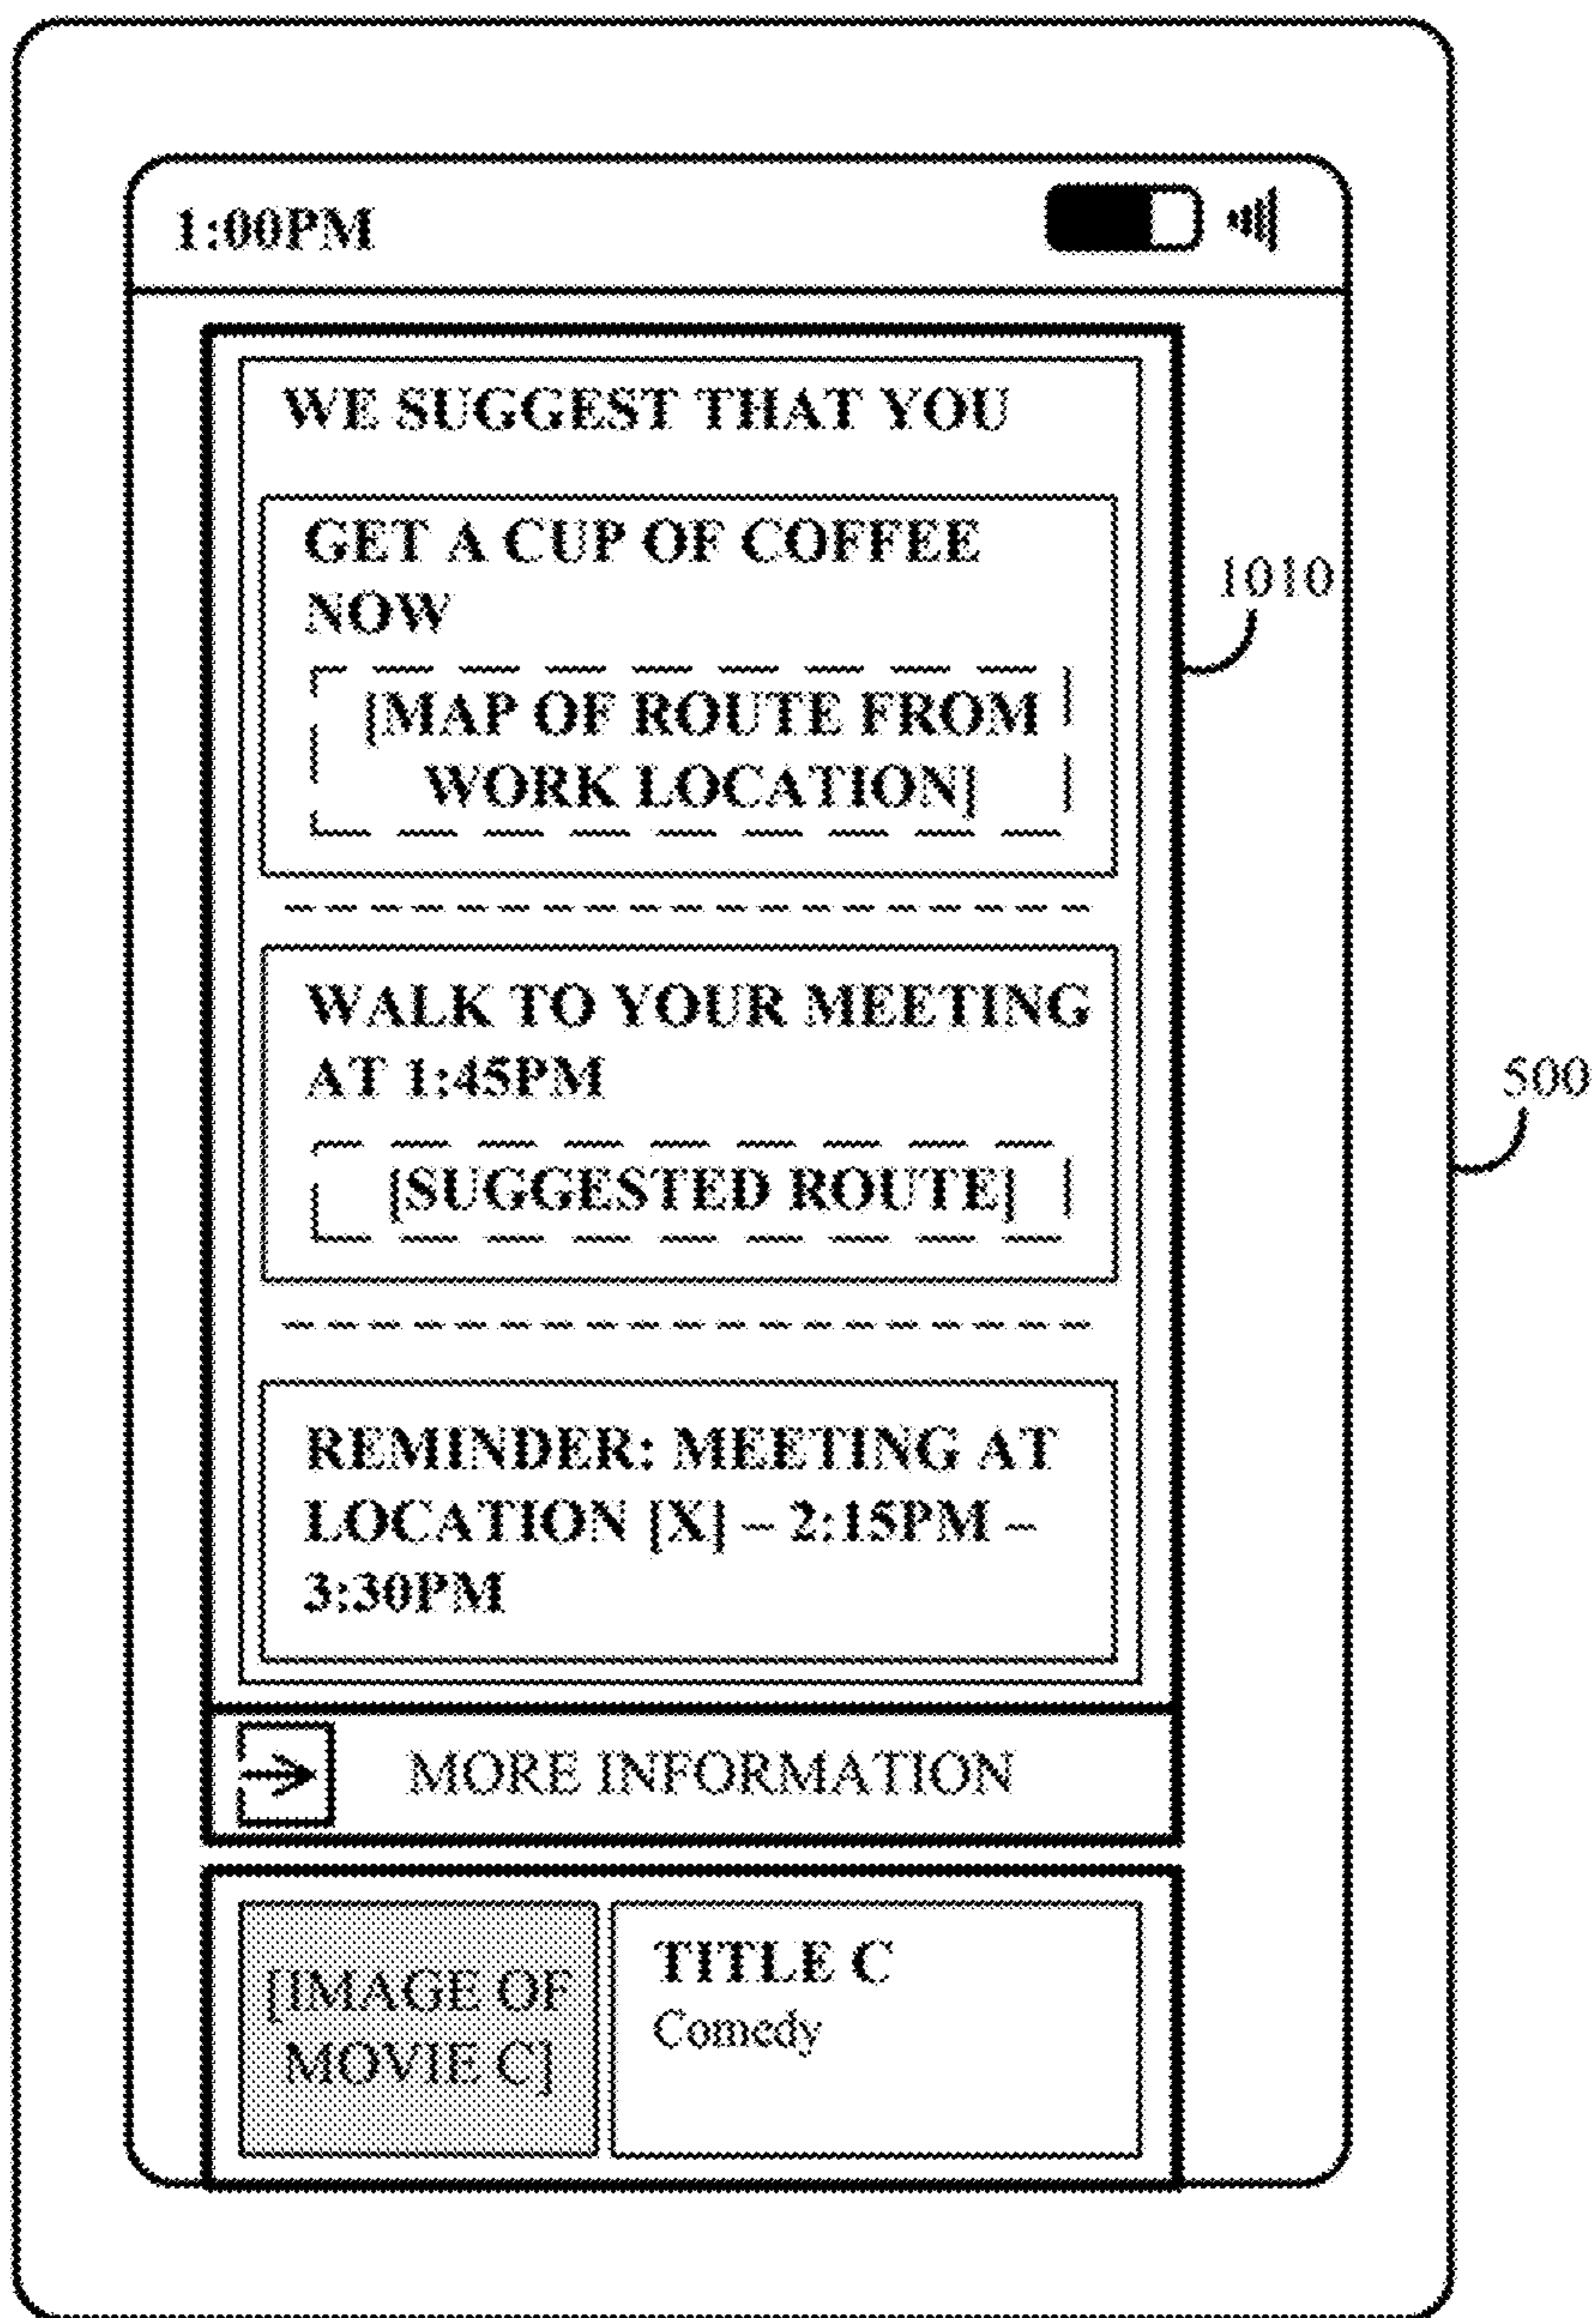 1:00PM
WE SUGGEST THAT YOU
GET A CUP OF COFFEE
NOW
1010
[MAP OF ROUTE FROM
WORK LOCATION]
WALK TO YOUR MEETING
AT 1:45PM
500
[SUGGESTED ROUTE]
REMINDER: MEETING AT
LOCATION [X] – 2:15PM –
3:30PM
MORE INFORMATION
[IMAGE OF
MOVIE C]
TITLE C
Comedy